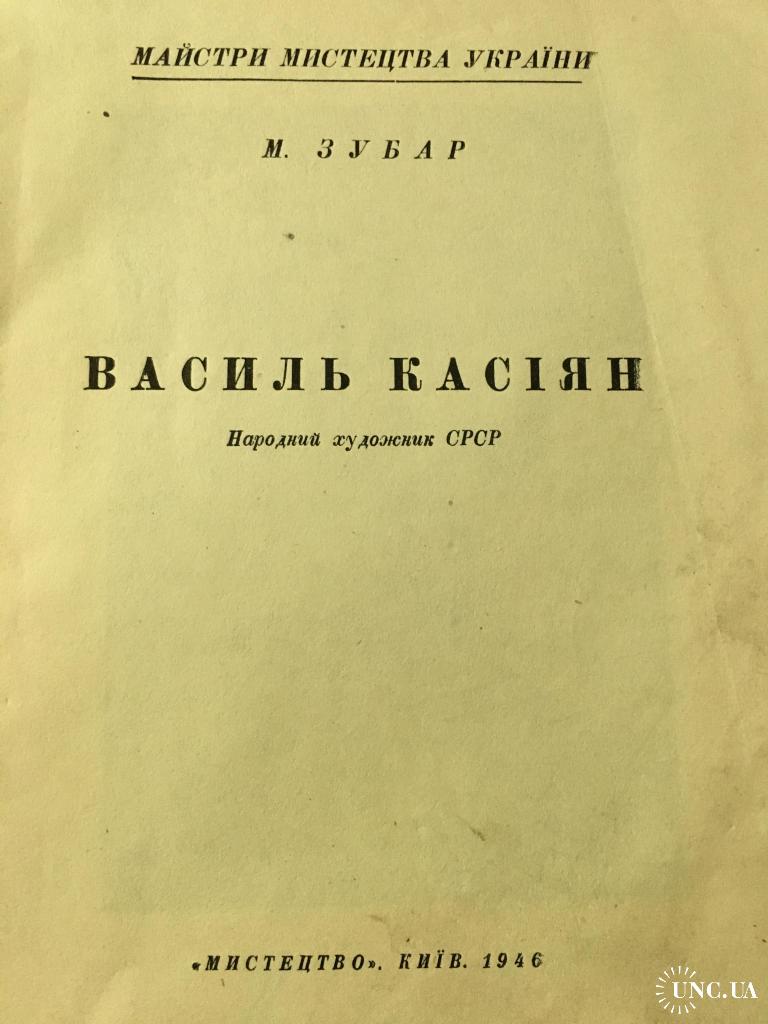 МАЙСТРИ МИСТЕЦТВА УКРАЇНИ
М. ЗУБАР
ВАСИЛЬ КАСІЯН
Народний художник СРСР
«МИСТЕЦТВО». КИЇВ. 1946
UNC.UA